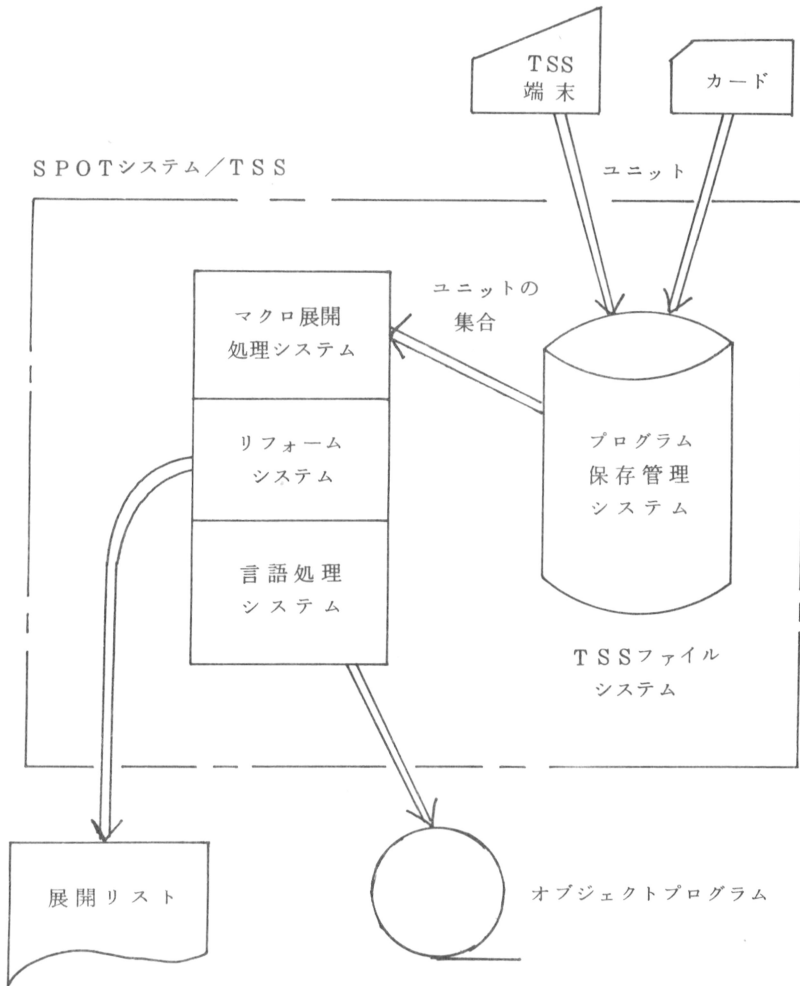 TSS
端末
カード
SPOTシステム/TSS
ユニット
ユニットの
集合
マクロ展開
処理システム
リフォーム
システム
言語処理
システム
プログラム
保存管理
システム
TSSファイル
システム
展開リスト
オブジェクトプログラム